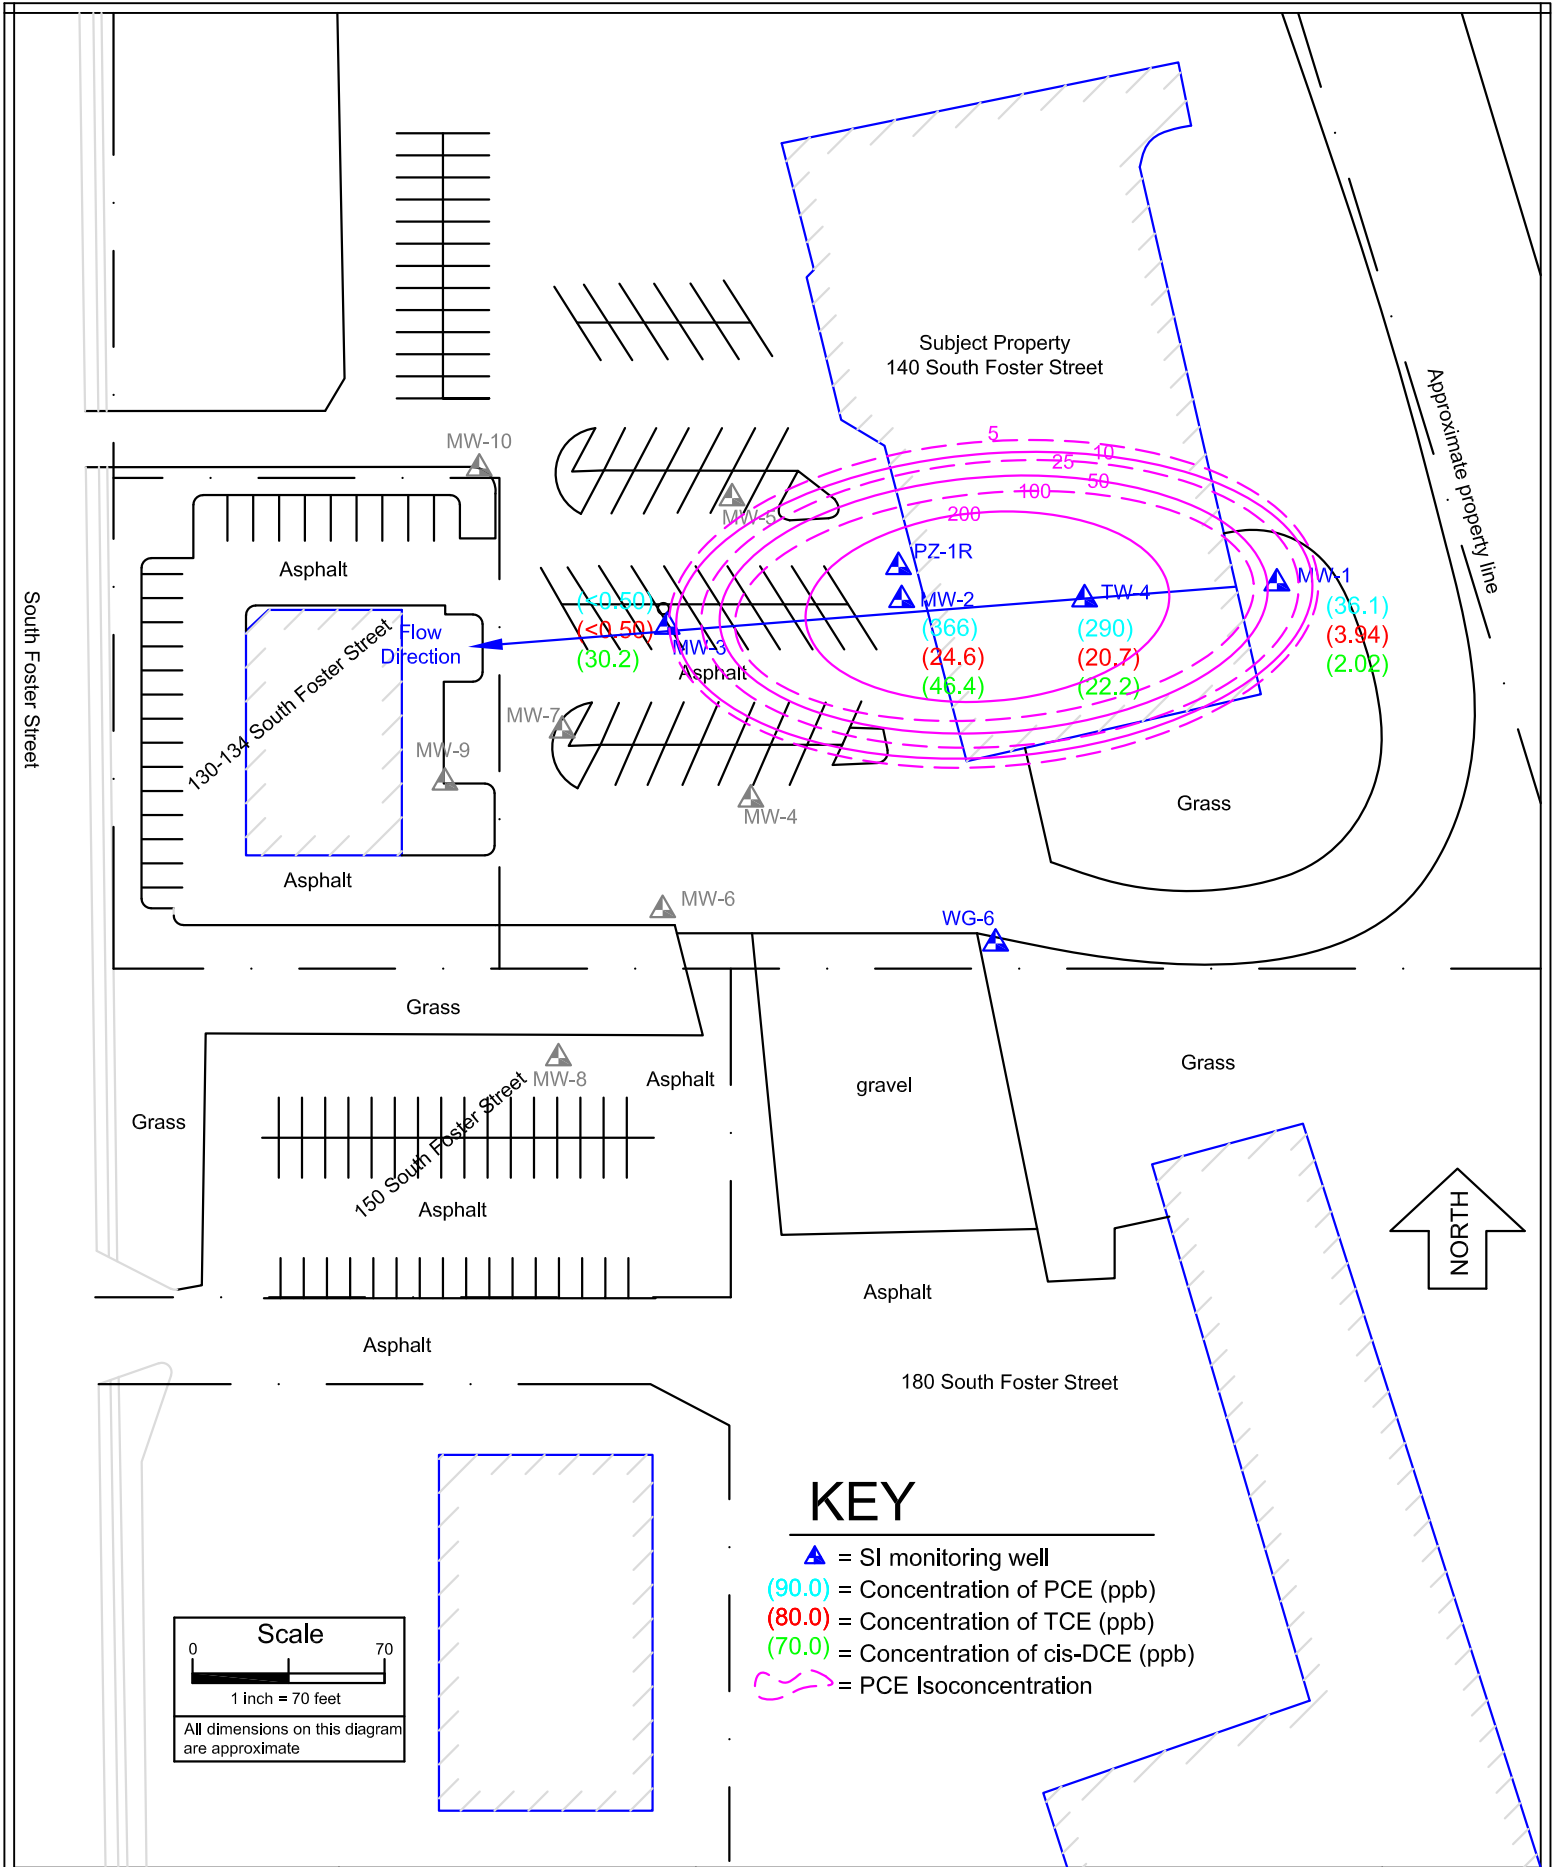 Subject Property
140 South Foster Street
Approximate property line
MW-10
5
10
25
50
100
200
MW-5
PZ-1R
MW-2
(366)
(24.6)
(46.4)
TW-4
(290)
(20.7)
(22.2)
MW-1
(36.1)
(3.94)
(2.02)
(<0.50)
(<0.50)
(30.2)
MW-3
Asphalt
Flow
Direction
Asphalt
130-134 South Foster Street
South Foster Street
MW-7
MW-9
MW-4
Asphalt
Grass
MW-6
WG-6
Grass
MW-8
Asphalt
gravel
Grass
Grass
150 South Foster Street
Asphalt
NORTH
Asphalt
Asphalt
180 South Foster Street
KEY
= SI monitoring well
(90.0) = Concentration of PCE (ppb)
(80.0) = Concentration of TCE (ppb)
(70.0) = Concentration of cis-DCE (ppb)
= PCE Isoconcentration
Scale
0 70
1 inch = 70 feet
All dimensions on this diagram
are approximate